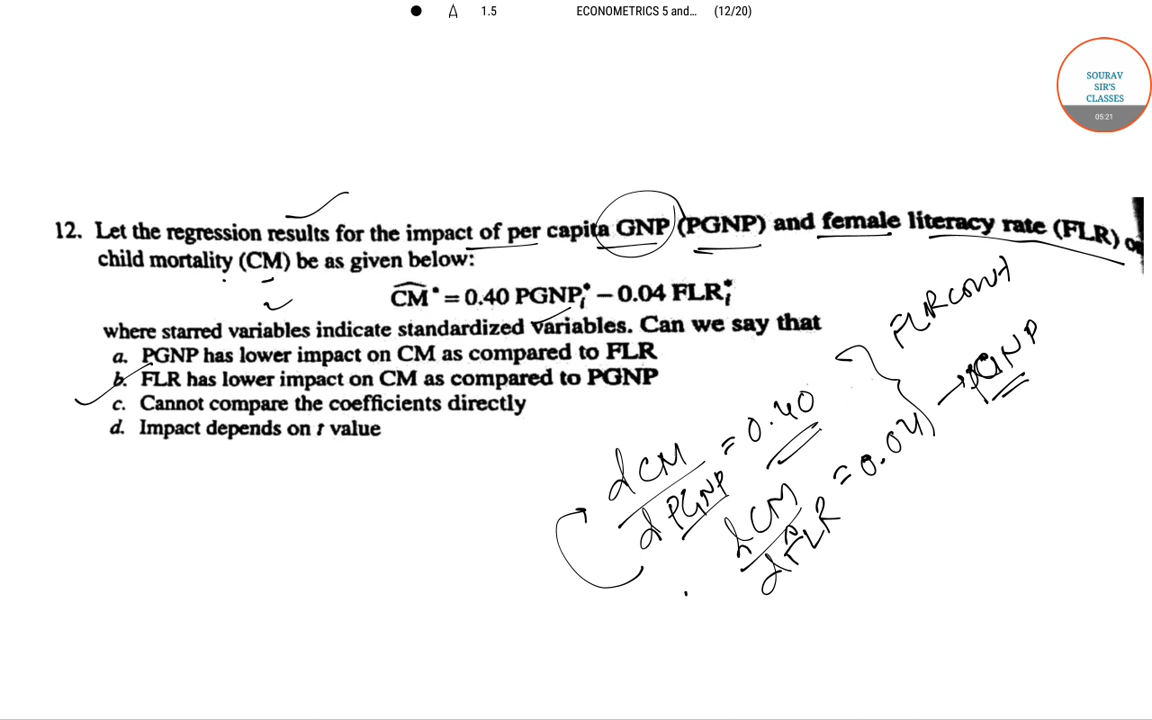 1.5 ECONOMETRICS 5 and... (12/20)
SOURAV
SIR'S
CLASSES
05:21
12. Let the regression results for the impact of per capita GNP (PGNP) and female literacy rate (FLR) on
child mortality (CM) be as given below:
CM* = 0.40 PGNPᵢ* − 0.04 FLRᵢ*
where starred variables indicate standardized variables. Can we say that
a. PGNP has lower impact on CM as compared to FLR
b. FLR has lower impact on CM as compared to PGNP
c. Cannot compare the coefficients directly
d. Impact depends on t value
FLR const
dCM/dPGNP = 0.40
dCM/dFLR = 0.04 → PGNP